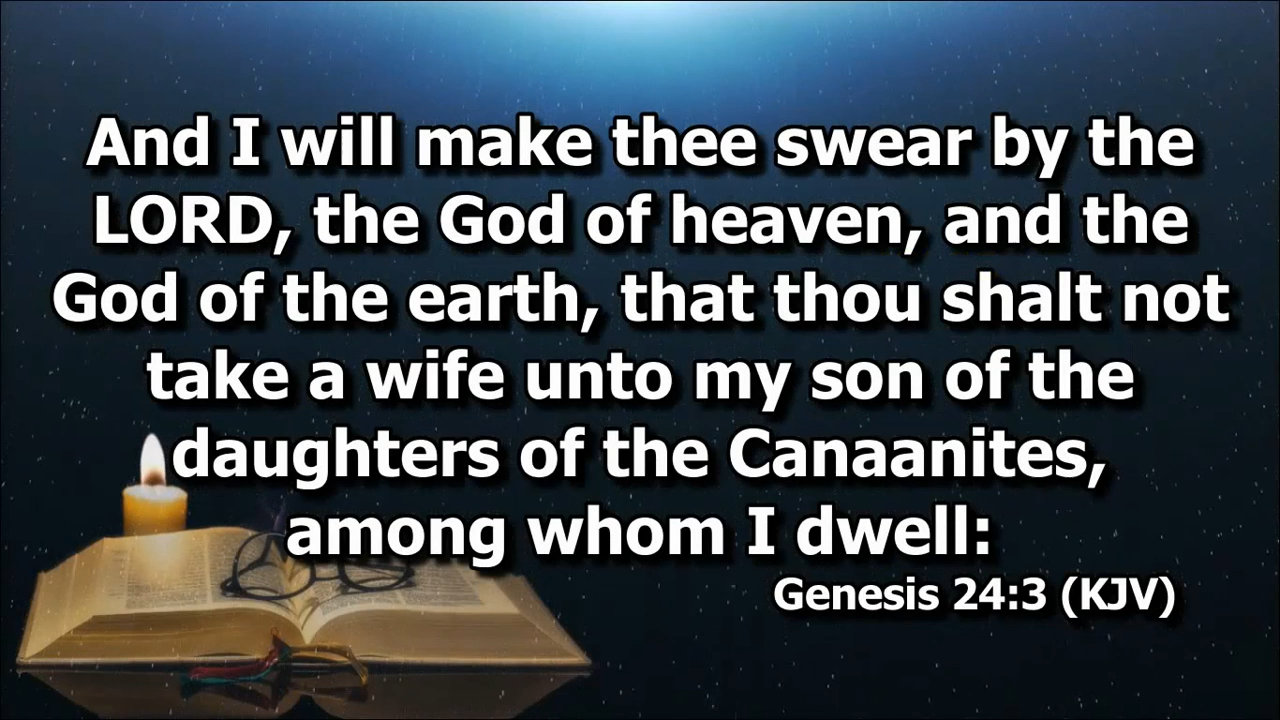 And I will make thee swear by the
LORD, the God of heaven, and the
God of the earth, that thou shalt not
take a wife unto my son of the
daughters of the Canaanites,
among whom I dwell:
Genesis 24:3 (KJV)